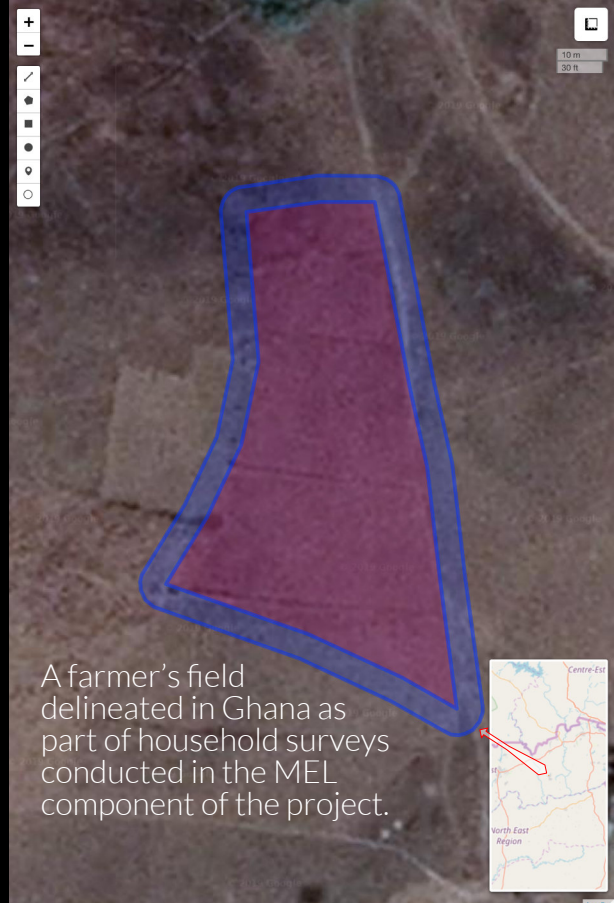 +
−
10 m
30 ft
A farmer's field
delineated in Ghana as
part of household surveys
conducted in the MEL
component of the project.
Centre-Est
st
North East
Region